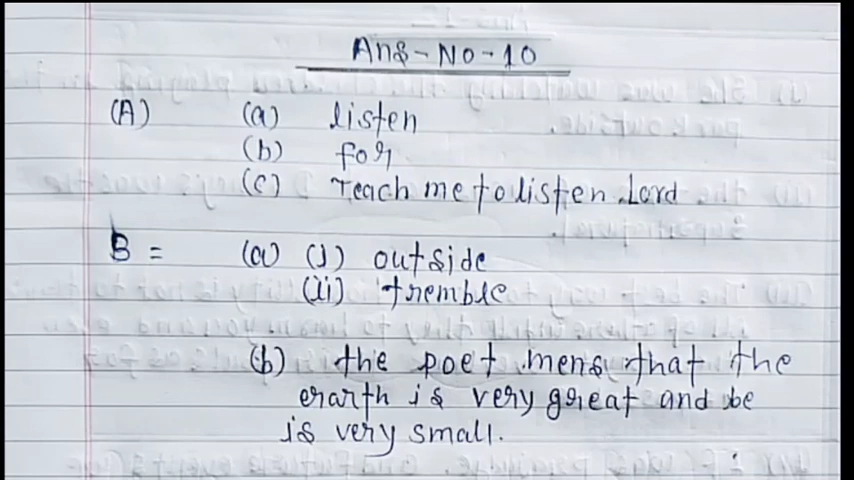 Ans-No-10
(A) (a) listen
(b) for
(c) Teach me to listen Lord
B = (a) (i) outside
(ii) tremble
(b) the poet mens that the
erarth is very great and be
is very small.